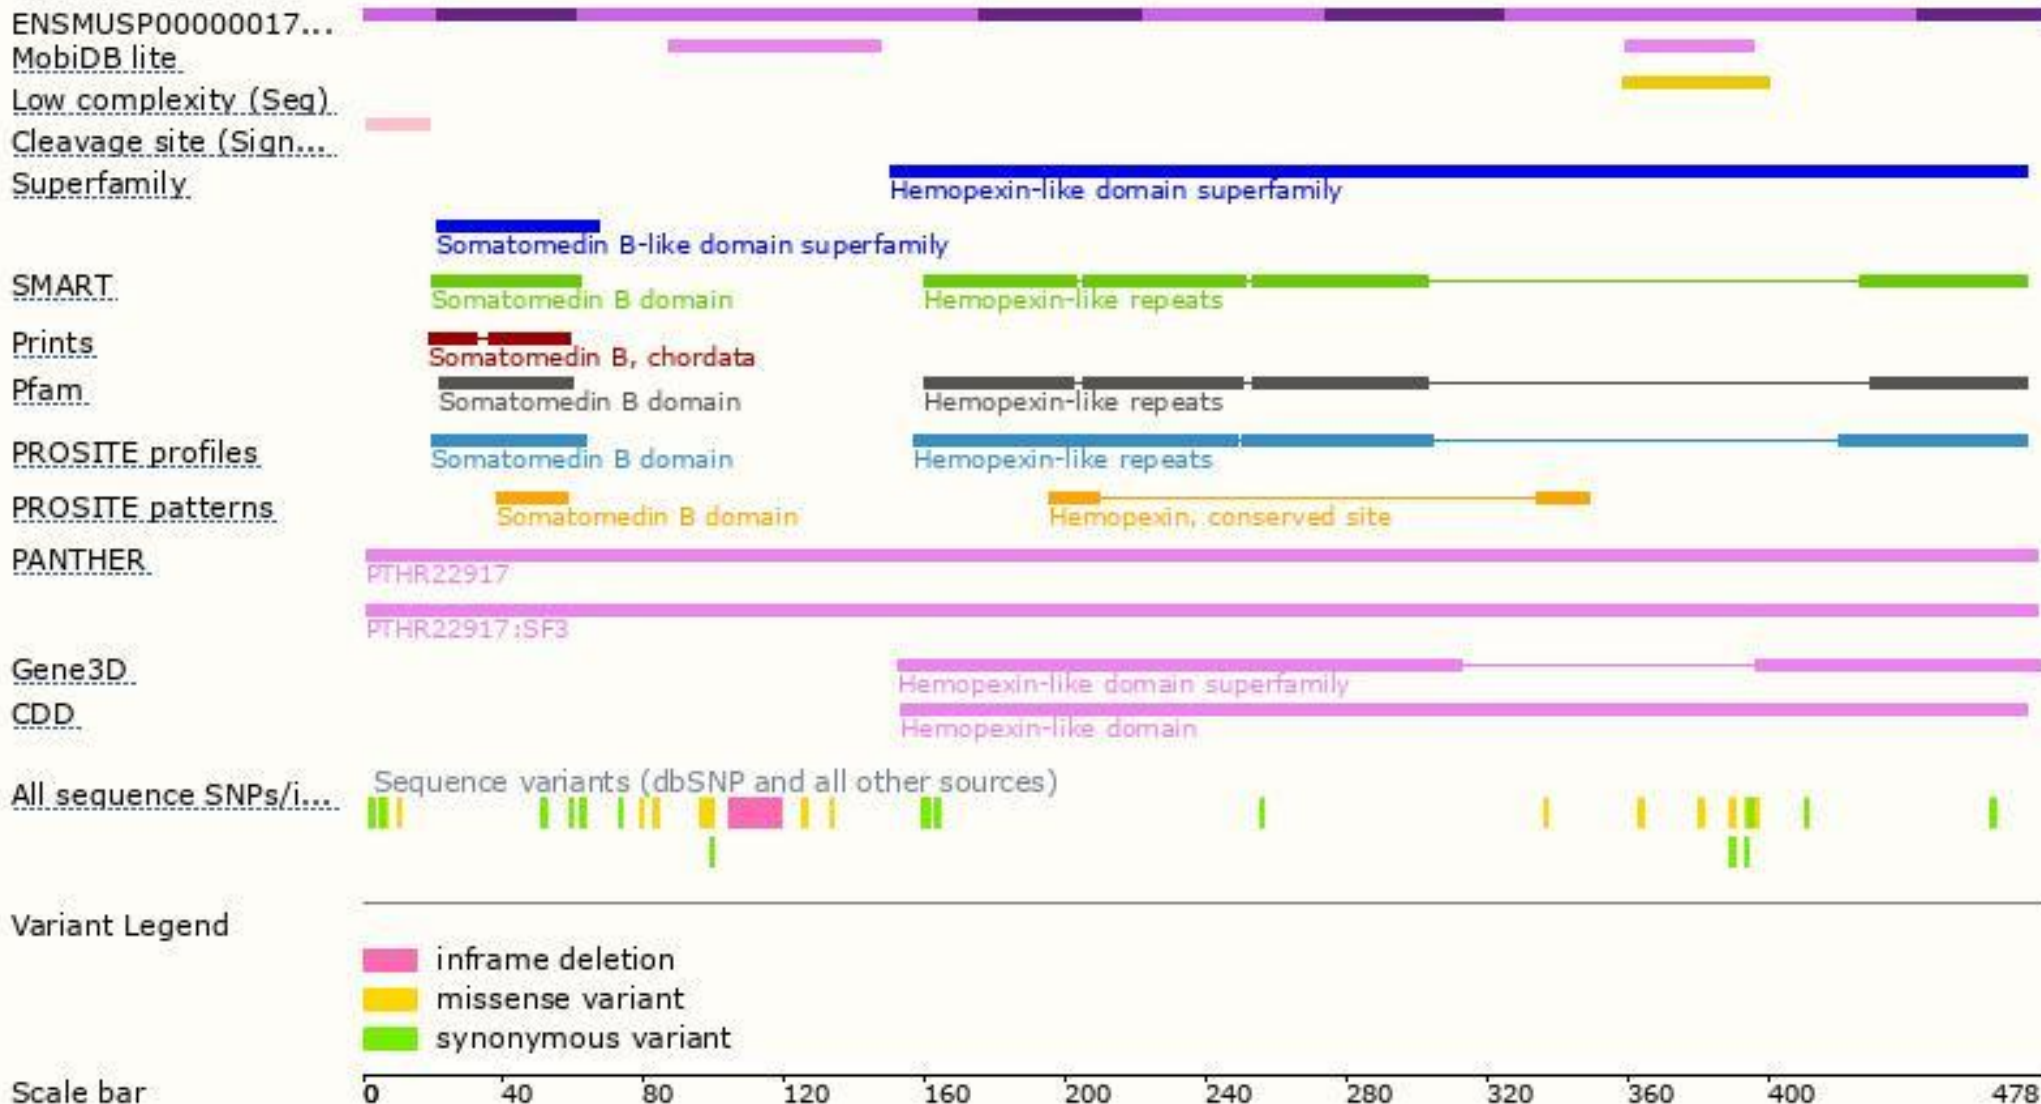 ENSMUSP00000017...
MobiDB lite
Low complexity (Seg)
Cleavage site (Sign...
Superfamily
Hemopexin-like domain superfamily
Somatomedin B-like domain superfamily
SMART
Somatomedin B domain Hemopexin-like repeats
Prints
Somatomedin B, chordata
Pfam
Somatomedin B domain Hemopexin-like repeats
PROSITE profiles
Somatomedin B domain Hemopexin-like repeats
PROSITE patterns
Somatomedin B domain Hemopexin, conserved site
PANTHER
PTHR22917
PTHR22917:SF3
Gene3D
Hemopexin-like domain superfamily
CDD
Hemopexin-like domain
Sequence variants (dbSNP and all other sources)
All sequence SNPs/i...
Variant Legend
inframe deletion
missense variant
synonymous variant
Scale bar 0 40 80 120 160 200 240 280 320 360 400 478